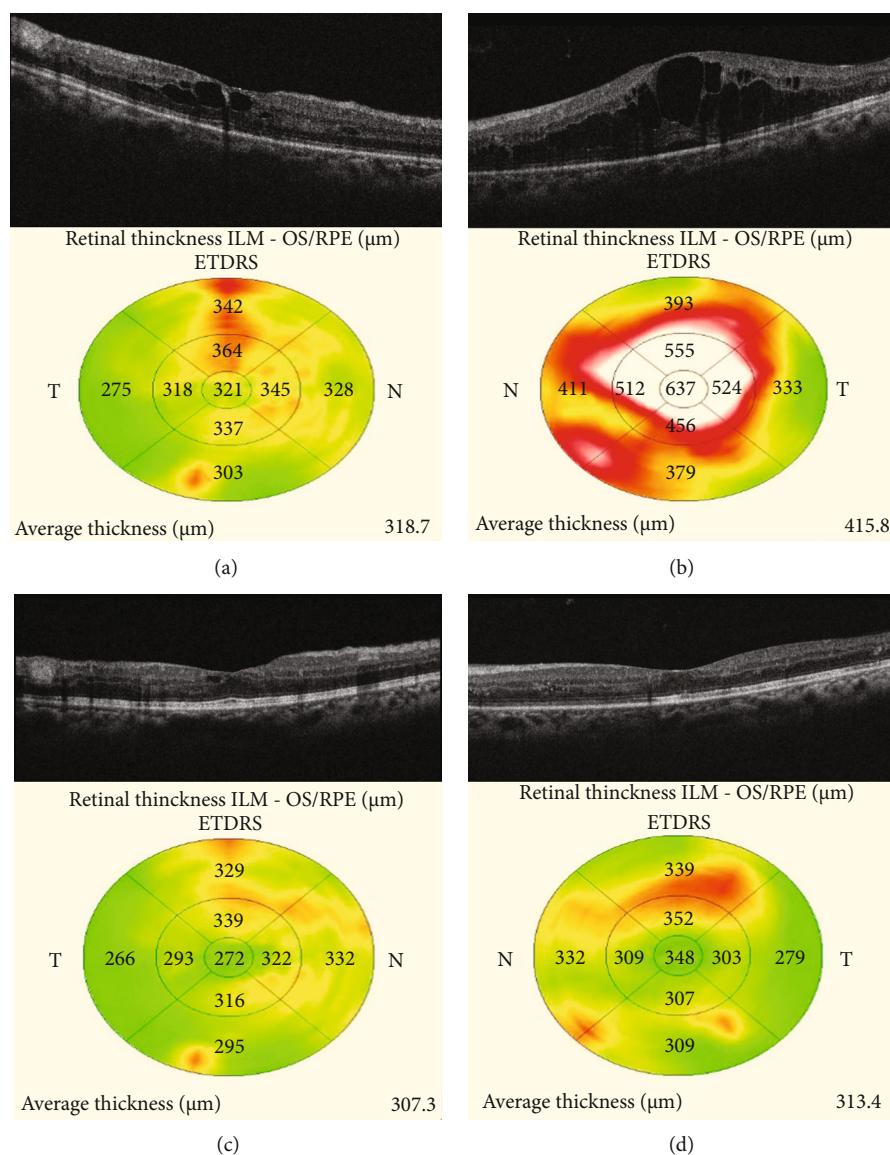 Retinal thinckness ILM - OS/RPE (µm)
ETDRS
342
364
T 275 318 321 345 328 N
337
303
Average thickness (µm) 318.7
(a)
Retinal thinckness ILM - OS/RPE (µm)
ETDRS
393
555
N 411 512 637 524 333 T
456
379
Average thickness (µm) 415.8
(b)
Retinal thinckness ILM - OS/RPE (µm)
ETDRS
329
339
T 266 293 272 322 332 N
316
295
Average thickness (µm) 307.3
(c)
Retinal thinckness ILM - OS/RPE (µm)
ETDRS
339
352
N 332 309 348 303 279 T
307
309
Average thickness (µm) 313.4
(d)